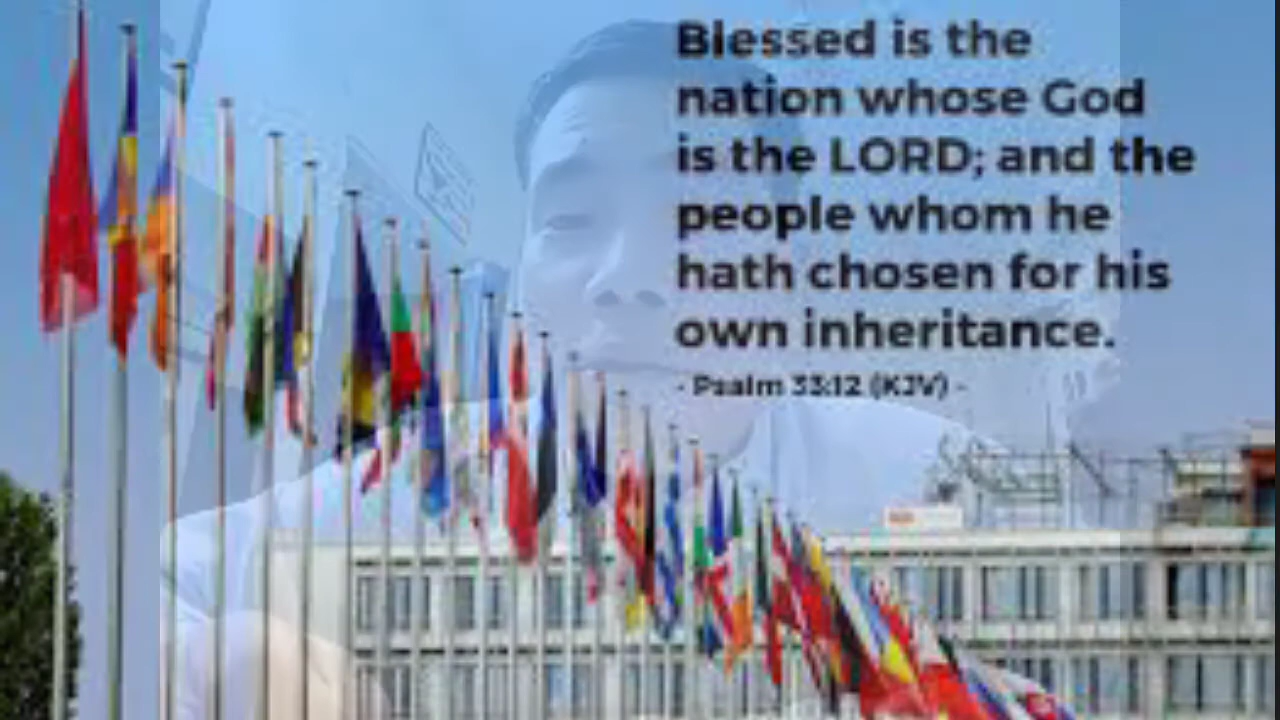 Blessed is the
nation whose God
is the LORD; and the
people whom he
hath chosen for his
own inheritance.
- Psalm 33:12 (KJV) -